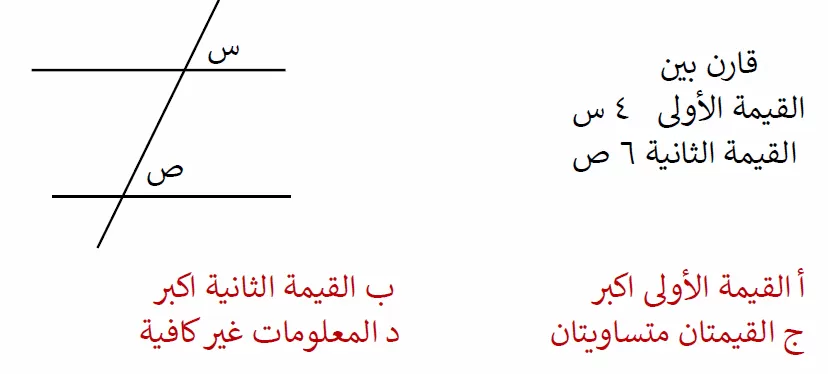 س
ص
قارن بين
القيمة الأولى ٤ س
القيمة الثانية ٦ ص
أ القيمة الأولى اكبر
ب القيمة الثانية اكبر
ج القيمتان متساويتان
د المعلومات غير كافية